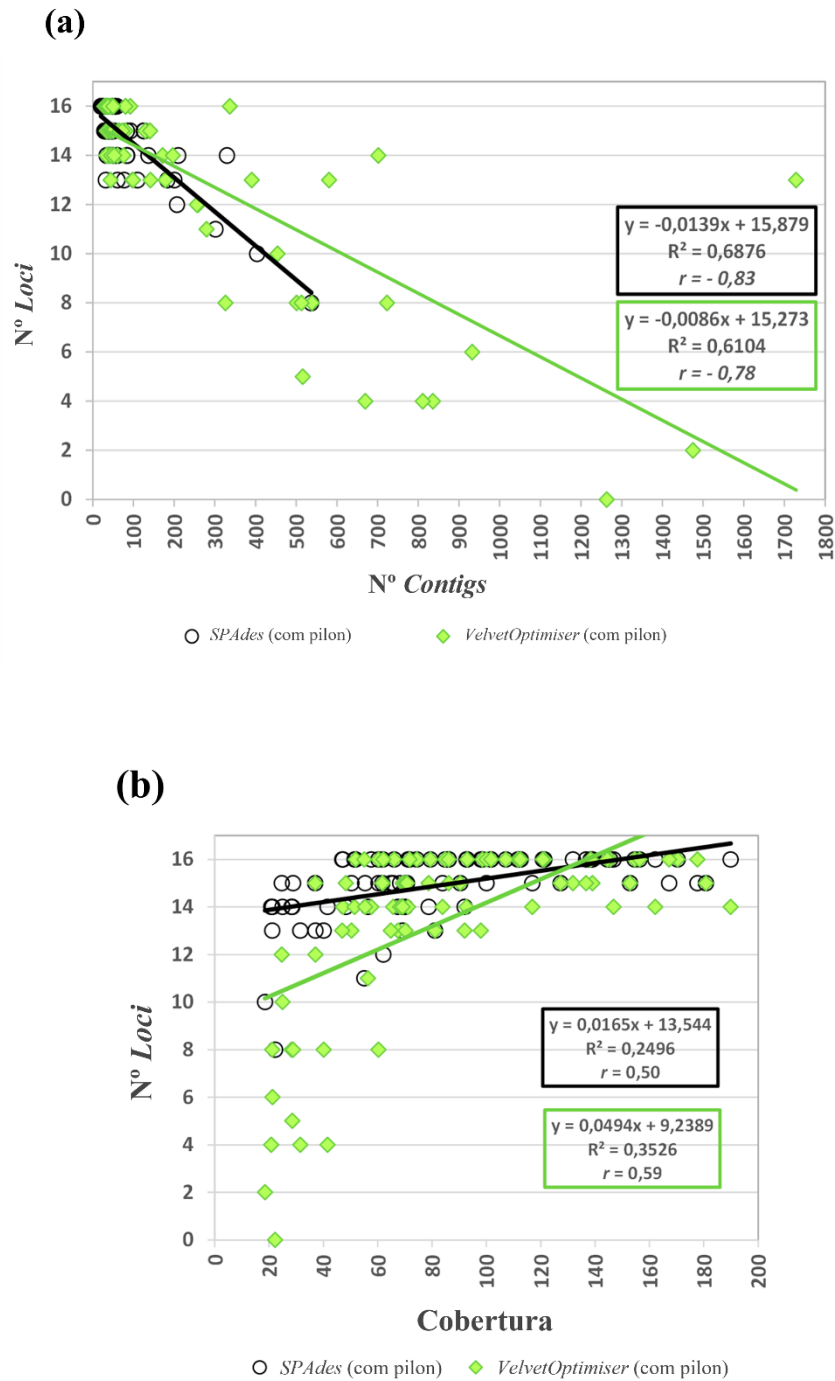 (a)
16
14
12
10
8
6
4
2
0
Nº Loci
y = -0,0139x + 15,879
R² = 0,6876
r = - 0,83
y = -0,0086x + 15,273
R² = 0,6104
r = - 0,78
0 100 200 300 400 500 600 700 800 900 1000 1100 1200 1300 1400 1500 1600 1700 1800
Nº Contigs
SPAdes (com pilon) VelvetOptimiser (com pilon)
(b)
16
14
12
10
8
6
4
2
0
Nº Loci
y = 0,0165x + 13,544
R² = 0,2496
r = 0,50
y = 0,0494x + 9,2389
R² = 0,3526
r = 0,59
0 20 40 60 80 100 120 140 160 180 200
Cobertura
SPAdes (com pilon) VelvetOptimiser (com pilon)